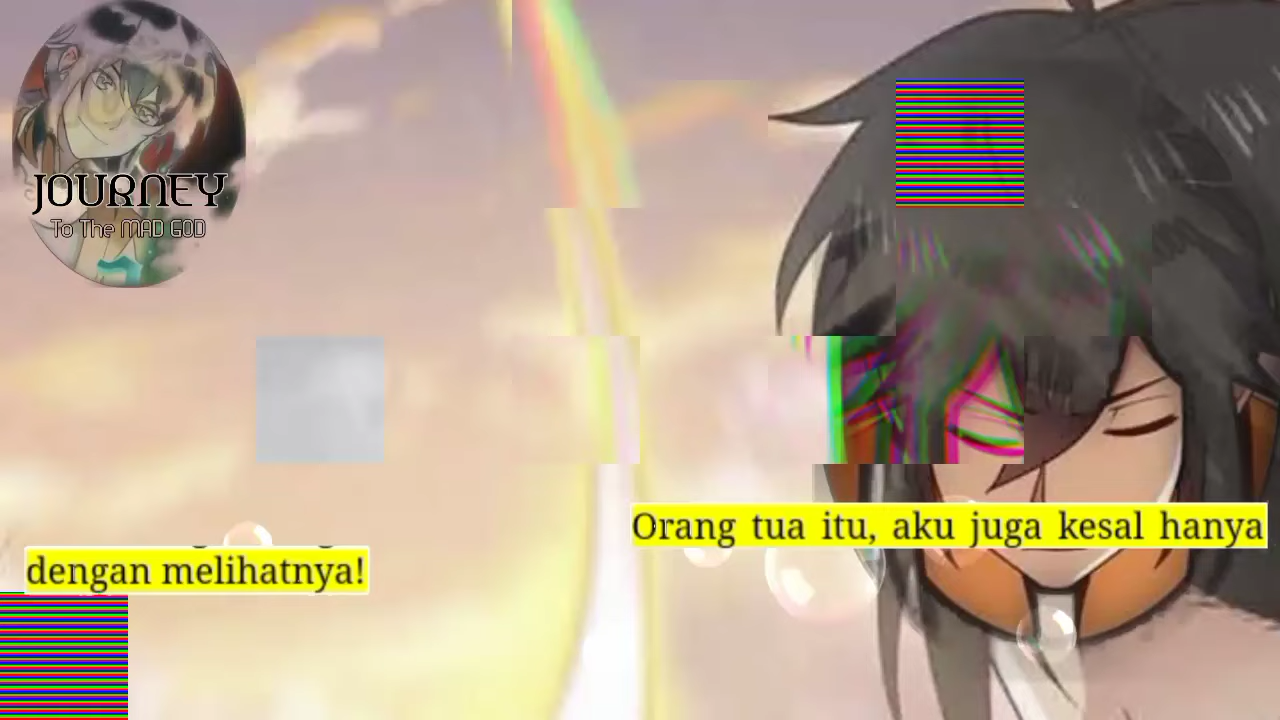 JOURNEY
To The MAD GOD
Orang tua itu, aku juga kesal hanya
dengan melihatnya!